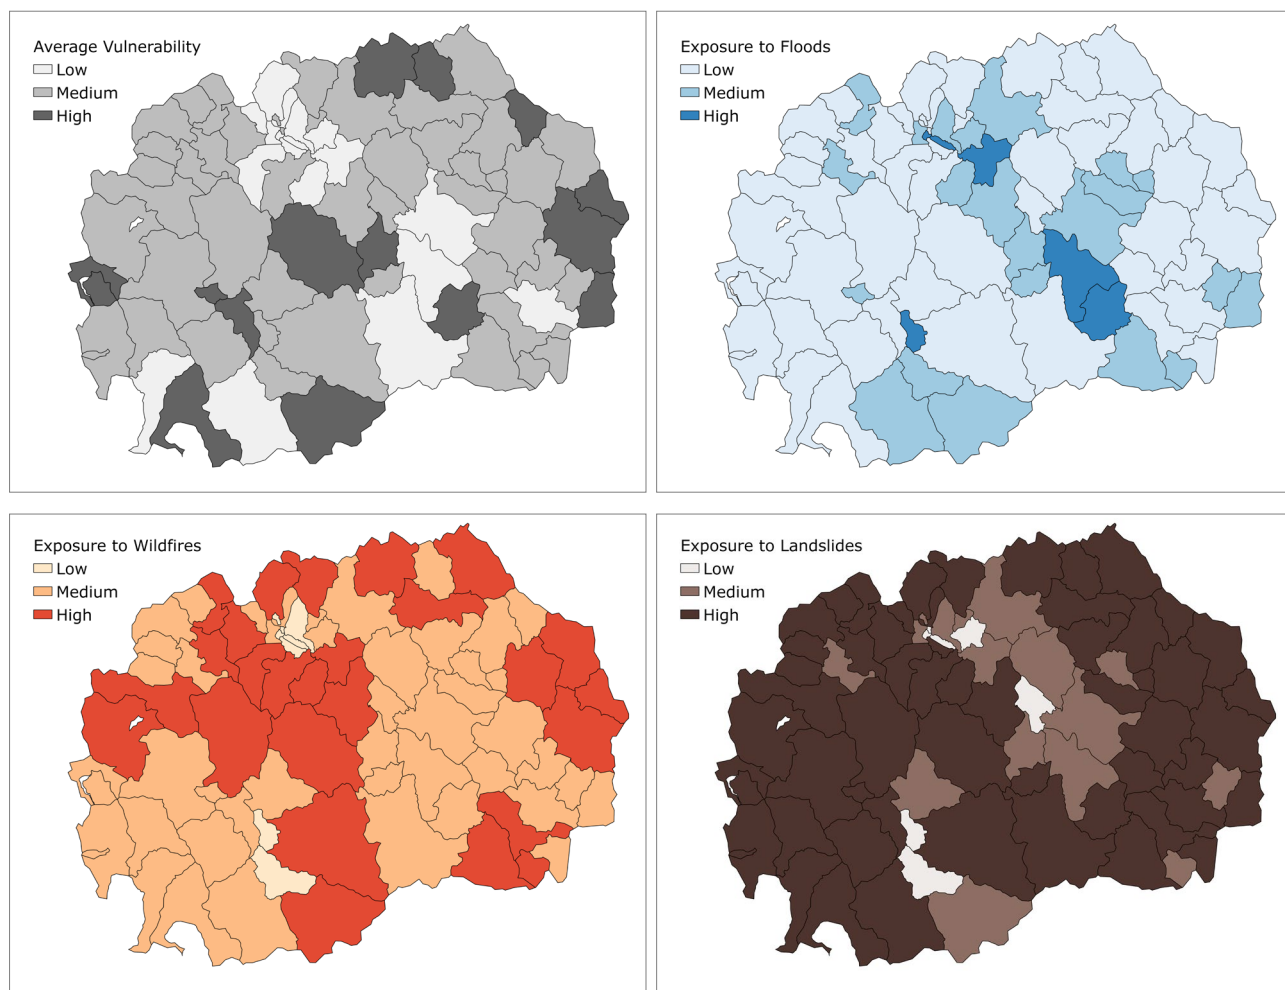 Average Vulnerability
Low
Medium
High
Exposure to Floods
Low
Medium
High
Exposure to Wildfires
Low
Medium
High
Exposure to Landslides
Low
Medium
High